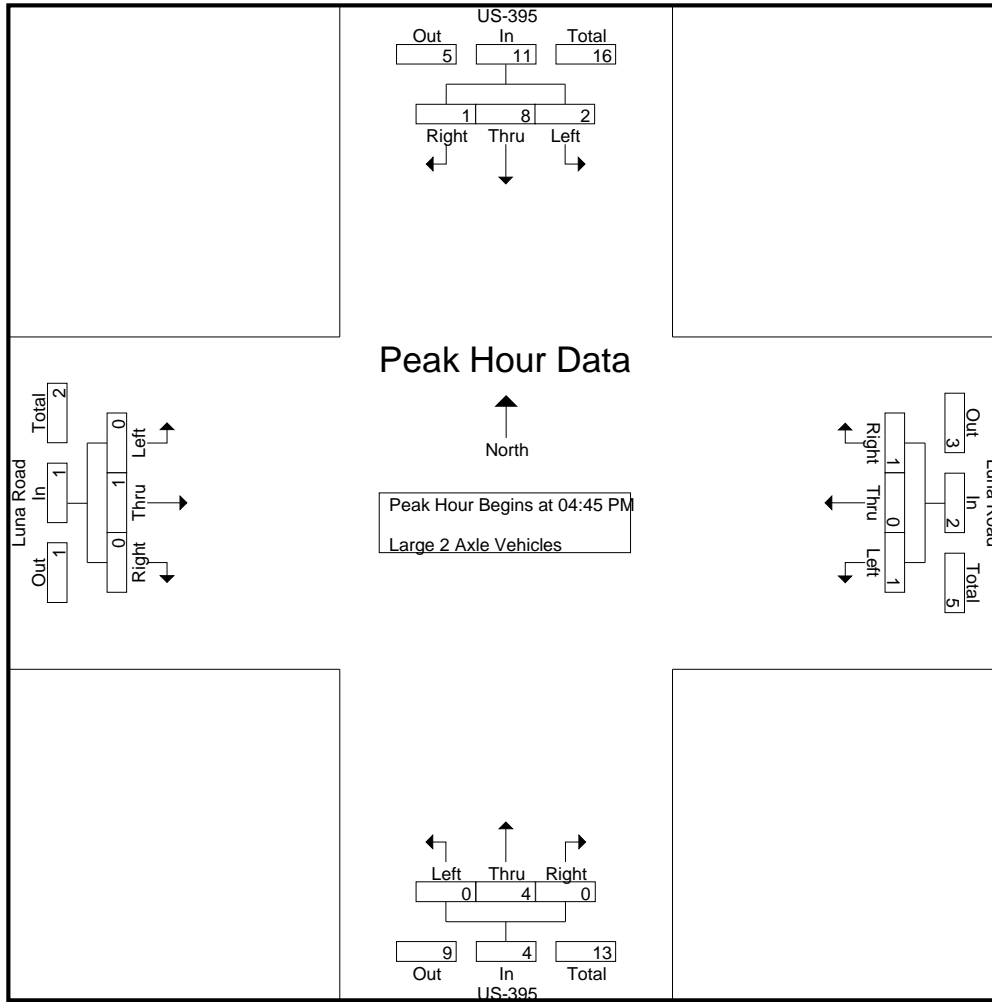 US-395
Out In Total
5 11 16
1 8 2
Right Thru Left
Peak Hour Data
North
Peak Hour Begins at 04:45 PM
Large 2 Axle Vehicles
Luna Road
Total In Out
2 1 1
0 1 0
Left Thru Right
Right Thru Left
1 0 1
Out In Total
3 2 5
Luna Road
Left Thru Right
0 4 0
9 4 13
Out In Total
US-395